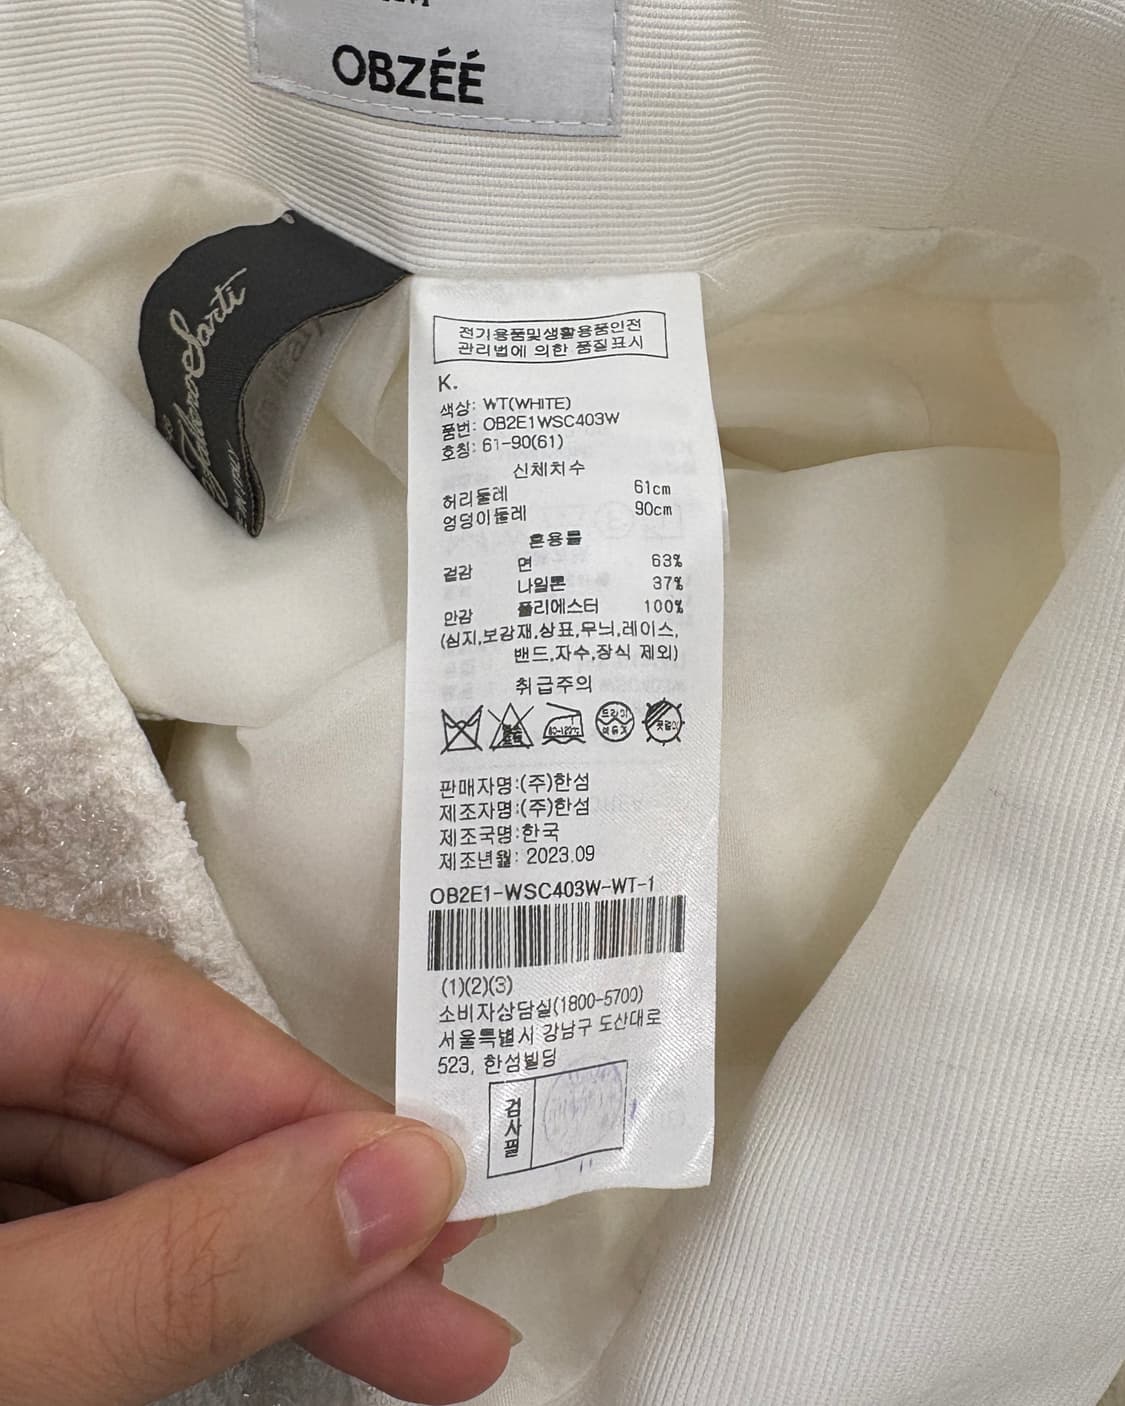 OBZÉÉ
Fabbino Sarti
전기용품및생활용품안전
관리법에 의한 품질표시
K.
색상: WT(WHITE)
품번: OB2E1WSC403W
호칭: 61-90(61)
신체치수
허리둘레 61cm
엉덩이둘레 90cm
혼용률
겉감 면 63%
나일론 37%
안감 폴리에스터 100%
(심지,보강재,상표,무늬,레이스,
밴드,자수,장식 제외)
취급주의
80~120℃
드라이
판매자명:(주)한섬
제조자명:(주)한섬
제조국명:한국
제조년월: 2023.09
OB2E1-WSC403W-WT-1
(1)(2)(3)
소비자상담실(1800-5700)
서울특별시 강남구 도산대로
523, 한섬빌딩
검사필